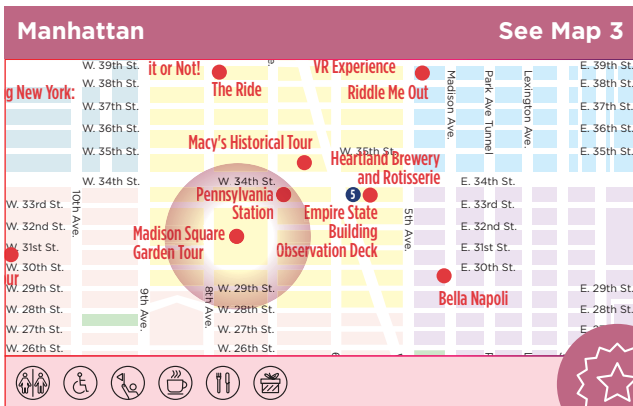 Manhattan
See Map 3
W. 39th St.
it or Not!
VR Experience
E. 39th St.
W. 38th St.
The Ride
Riddle Me Out
E. 38th St.
g New York:
W. 37th St.
E. 37th St.
W. 36th St.
E. 36th St.
Madison Ave.
Park Ave Tunnel
Lexington Ave.
Macy's Historical Tour
W. 35th St.
W. 35th St.
E. 35th St.
Heartland Brewery
and Rotisserie
W. 34th St.
W. 34th St.
E. 34th St.
Pennsylvania
Station
5
W. 33rd St.
E. 33rd St.
10th Ave.
Empire State
Building
Observation Deck
5th Ave.
W. 32nd St.
E. 32nd St.
Madison Square
Garden Tour
W. 31st St.
E. 31st St.
W. 30th St.
E. 30th St.
ur
W. 29th St.
W. 29th St.
E. 29th St.
9th Ave.
8th Ave.
Bella Napoli
W. 28th St.
W. 28th St.
E. 28th St.
W. 27th St.
W. 27th St.
W. 26th St.
W. 26th St.